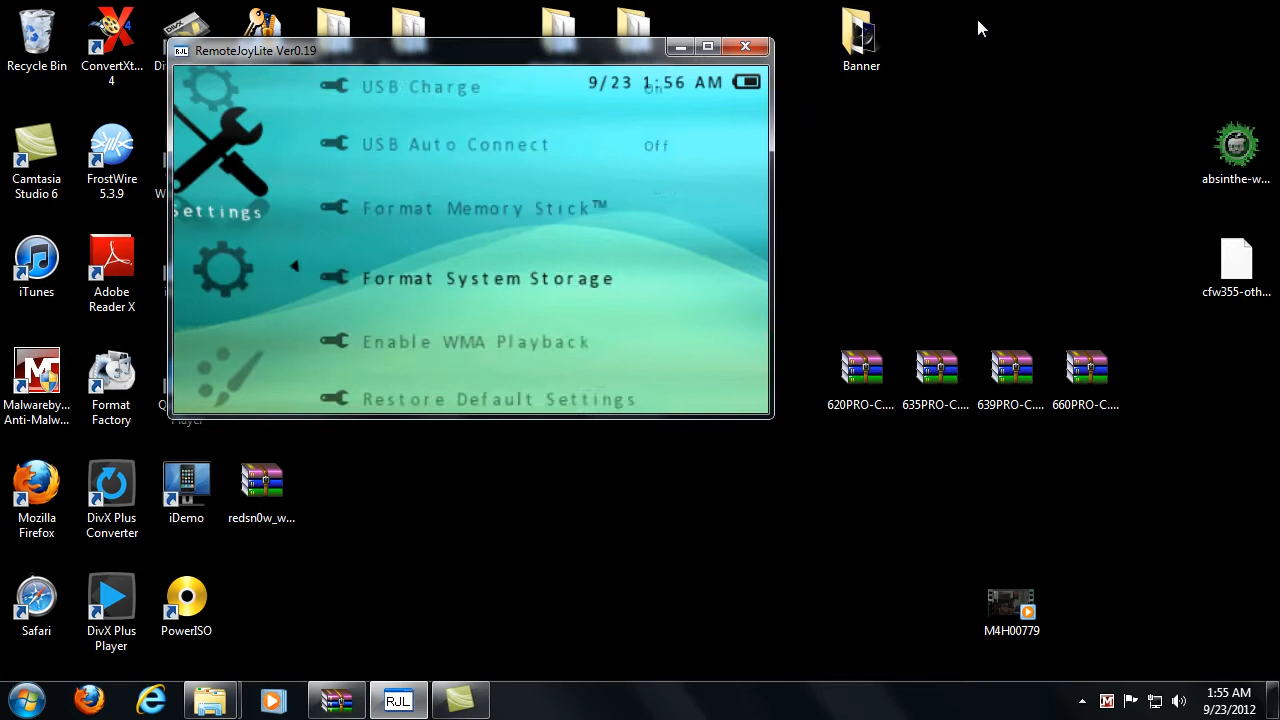 Recycle Bin
ConvertXt...
4
Banner
RJL RemoteJoyLite Ver0.19
9/23 1:56 AM
USB Charge On
USB Auto Connect Off
Format Memory Stick™
Settings
Format System Storage
Enable WMA Playback
Restore Default Settings
Camtasia
Studio 6
FrostWire
5.3.9
absinthe-w...
iTunes
Adobe
Reader X
cfw355-oth...
Malwareby...
Anti-Malw...
Format
Factory
Player
620PRO-C....
635PRO-C....
639PRO-C....
660PRO-C....
Mozilla
Firefox
DivX Plus
Converter
iDemo
redsn0w_w...
Safari
DivX Plus
Player
PowerISO
M4H00779
RJL
1:55 AM
9/23/2012